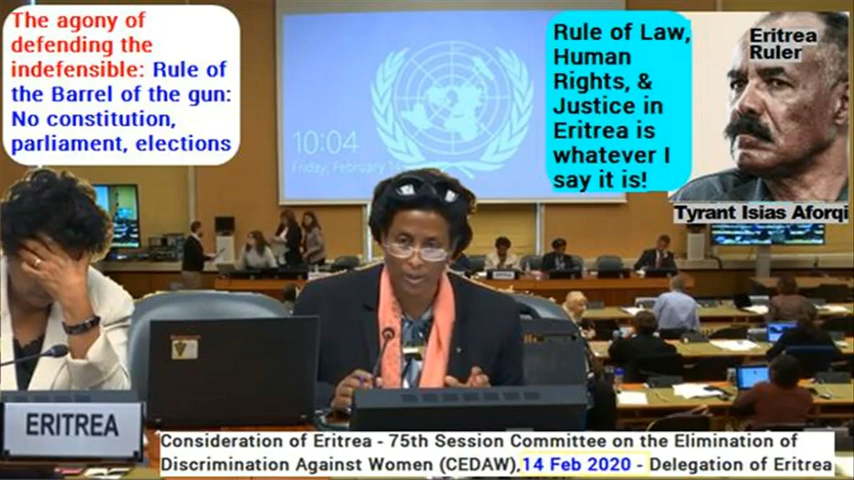 The agony of
defending the
indefensible: Rule of
the Barrel of the gun:
No constitution,
parliament, elections
10:04
Friday, February 14
Rule of Law,
Human
Rights, &
Justice in
Eritrea is
whatever I
say it is!
Eritrea
Ruler
Tyrant Isias Aforqi
ERITREA
Consideration of Eritrea - 75th Session Committee on the Elimination of
Discrimination Against Women (CEDAW),14 Feb 2020 - Delegation of Eritrea